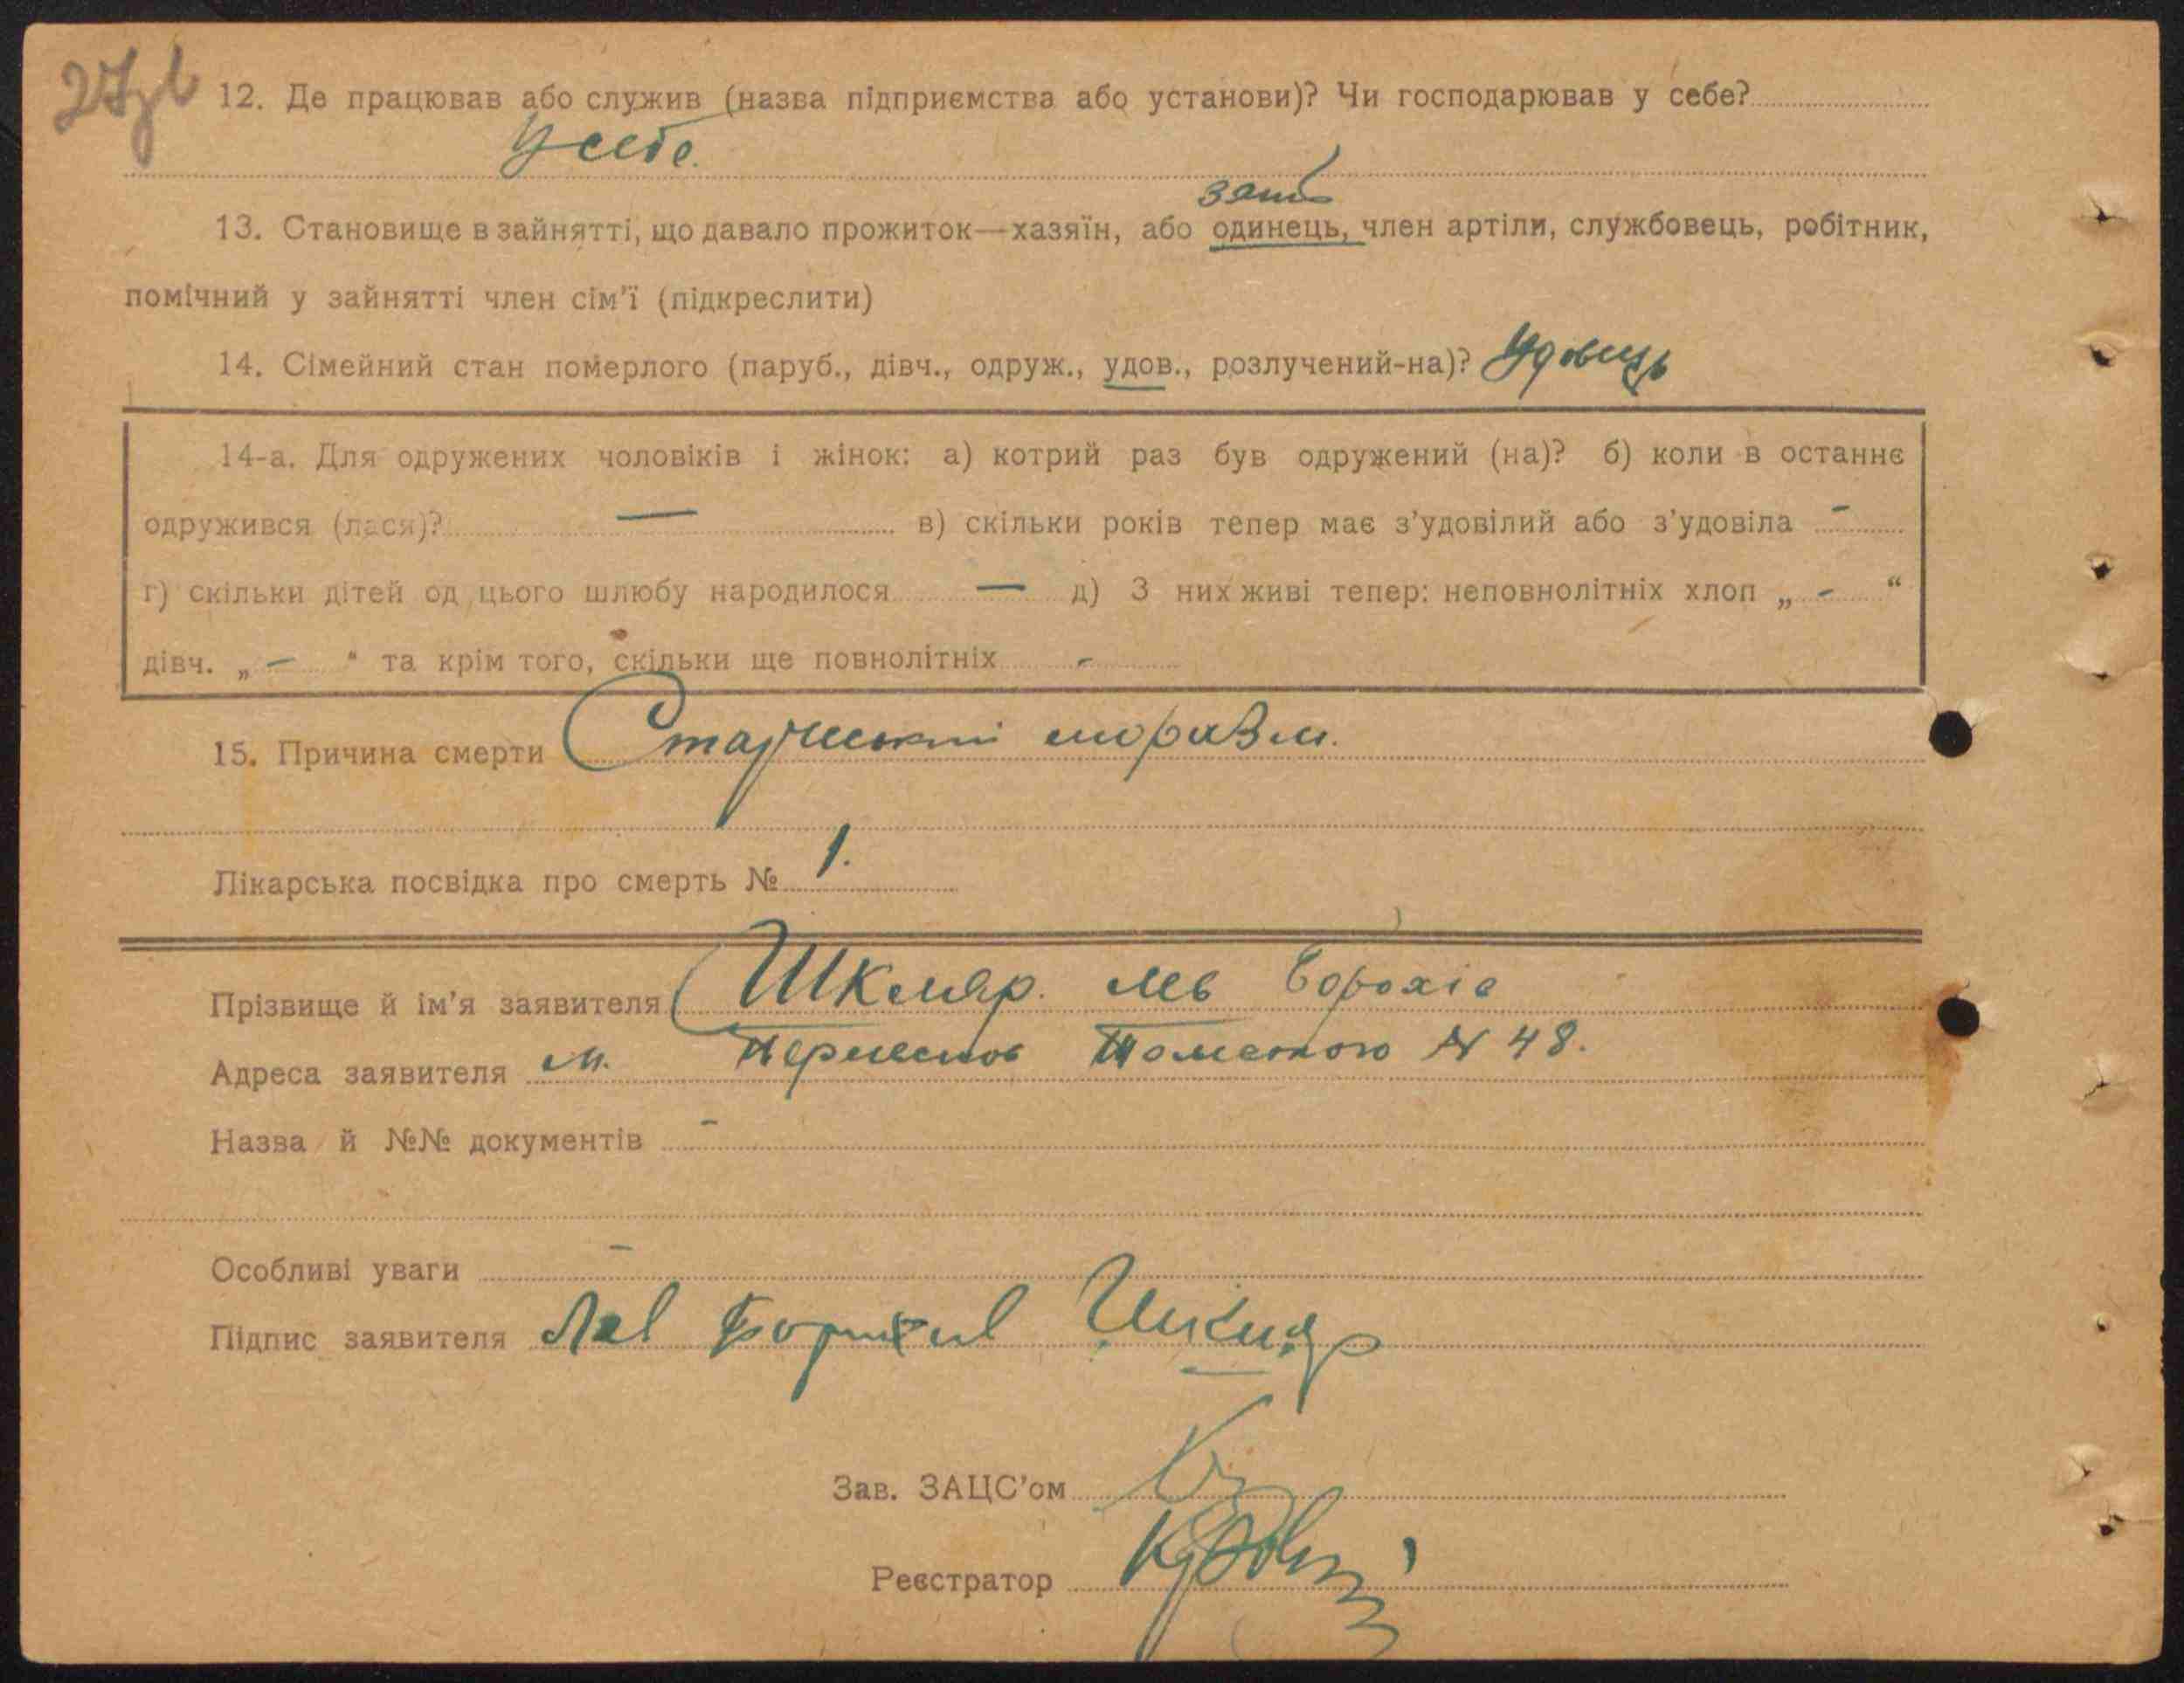 27зв
12. Де працював або служив (назва підприємства або установи)? Чи господарював у себе?
У себе.
13. Становище в зайнятті, що давало прожиток—хазяїн, або одинець, член артіли, службовець, робітник,
помічний у зайнятті член сім'ї (підкреслити)
14. Сімейний стан померлого (паруб., дівч., одруж., удов., розлучений-на)? Удовець
14-а. Для одружених чоловіків і жінок: а) котрий раз був одружений (на)? б) коли в останнє
одружився (лася)? — в) скільки років тепер має з'удовілий або з'удовіла -
г) скільки дітей од цього шлюбу народилося — д) З них живі тепер: неповнолітніх хлоп „ - “
дівч. „ — “ та крім того, скільки ще повнолітніх -
15. Причина смерти Старческий
Лікарська посвідка про смерть № 1.
Прізвище й ім'я заявителя Шкляр. Лев Борохів
Адреса заявителя м. N 48.
Назва й №№ документів -
Особливі уваги -
Підпис заявителя Лев Шкляр
Зав. ЗАЦС'ом
Реєстратор